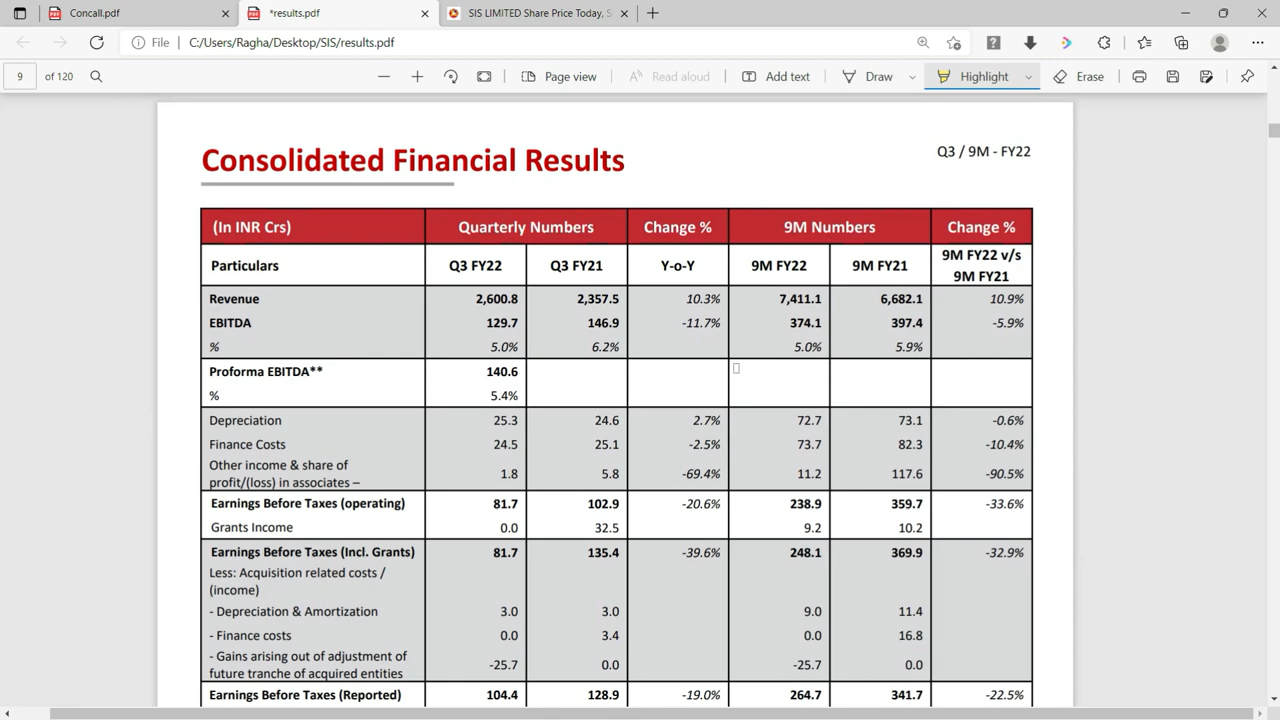 Concall.pdf
*results.pdf
SIS LIMITED Share Price Today, S
File C:/Users/Ragha/Desktop/SIS/results.pdf
9 of 120
Page view
Read aloud
Add text
Draw
Highlight
Erase
Consolidated Financial Results
Q3 / 9M - FY22
(In INR Crs) Quarterly Numbers Change % 9M Numbers Change %
Particulars Q3 FY22 Q3 FY21 Y-o-Y 9M FY22 9M FY21 9M FY22 v/s
9M FY21
Revenue 2,600.8 2,357.5 10.3% 7,411.1 6,682.1 10.9%
EBITDA 129.7 146.9 -11.7% 374.1 397.4 -5.9%
% 5.0% 6.2% 5.0% 5.9%
Proforma EBITDA** 140.6
% 5.4%
Depreciation 25.3 24.6 2.7% 72.7 73.1 -0.6%
Finance Costs 24.5 25.1 -2.5% 73.7 82.3 -10.4%
Other income & share of
profit/(loss) in associates – 1.8 5.8 -69.4% 11.2 117.6 -90.5%
Earnings Before Taxes (operating) 81.7 102.9 -20.6% 238.9 359.7 -33.6%
Grants Income 0.0 32.5 9.2 10.2
Earnings Before Taxes (Incl. Grants) 81.7 135.4 -39.6% 248.1 369.9 -32.9%
Less: Acquisition related costs /
(income)
- Depreciation & Amortization 3.0 3.0 9.0 11.4
- Finance costs 0.0 3.4 0.0 16.8
- Gains arising out of adjustment of
future tranche of acquired entities -25.7 0.0 -25.7 0.0
Earnings Before Taxes (Reported) 104.4 128.9 -19.0% 264.7 341.7 -22.5%